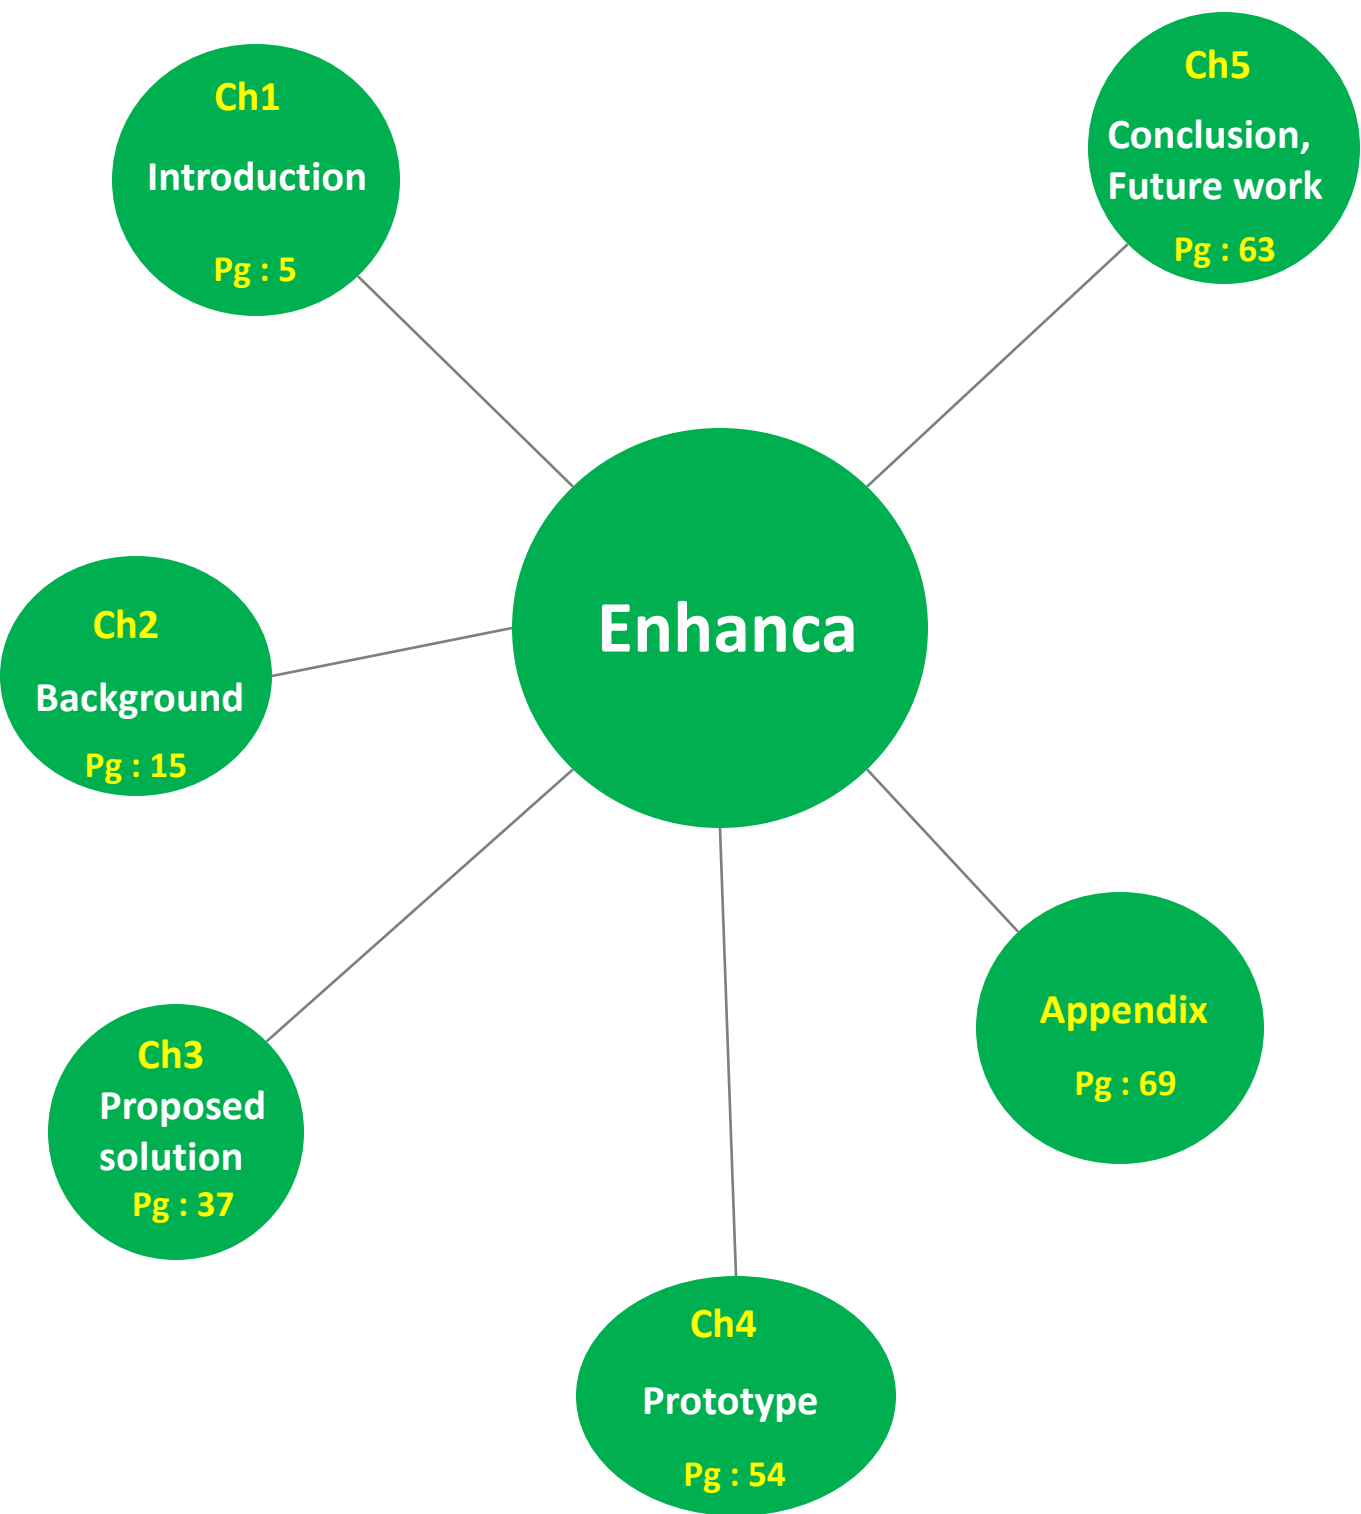 Ch1
Introduction
Pg : 5
Ch5
Conclusion,
Future work
Pg : 63
Enhanca
Ch2
Background
Pg : 15
Ch3
Proposed
solution
Pg : 37
Ch4
Prototype
Pg : 54
Appendix
Pg : 69